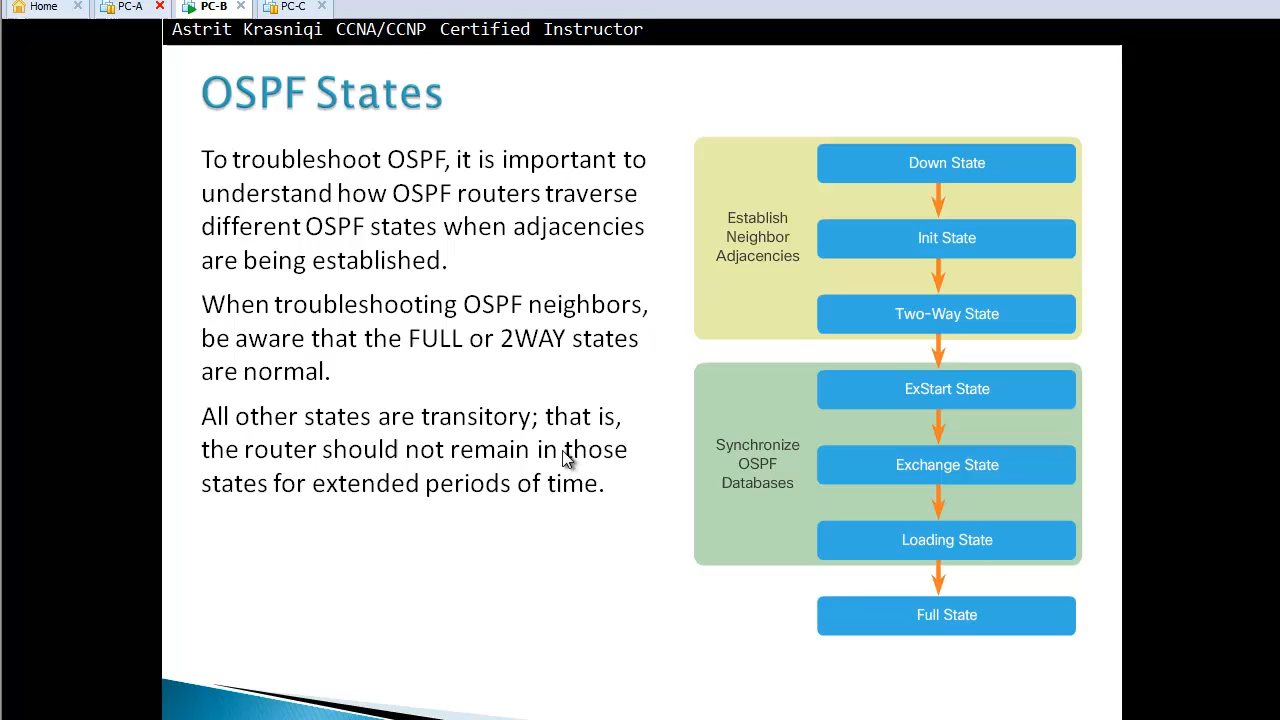 Home
PC-A
PC-B
PC-C
Astrit Krasniqi CCNA/CCNP Certified Instructor
OSPF States
To troubleshoot OSPF, it is important to
understand how OSPF routers traverse
different OSPF states when adjacencies
are being established.
When troubleshooting OSPF neighbors,
be aware that the FULL or 2WAY states
are normal.
All other states are transitory; that is,
the router should not remain in those
states for extended periods of time.
Establish
Neighbor
Adjacencies
Down State
Init State
Two-Way State
Synchronize
OSPF
Databases
ExStart State
Exchange State
Loading State
Full State